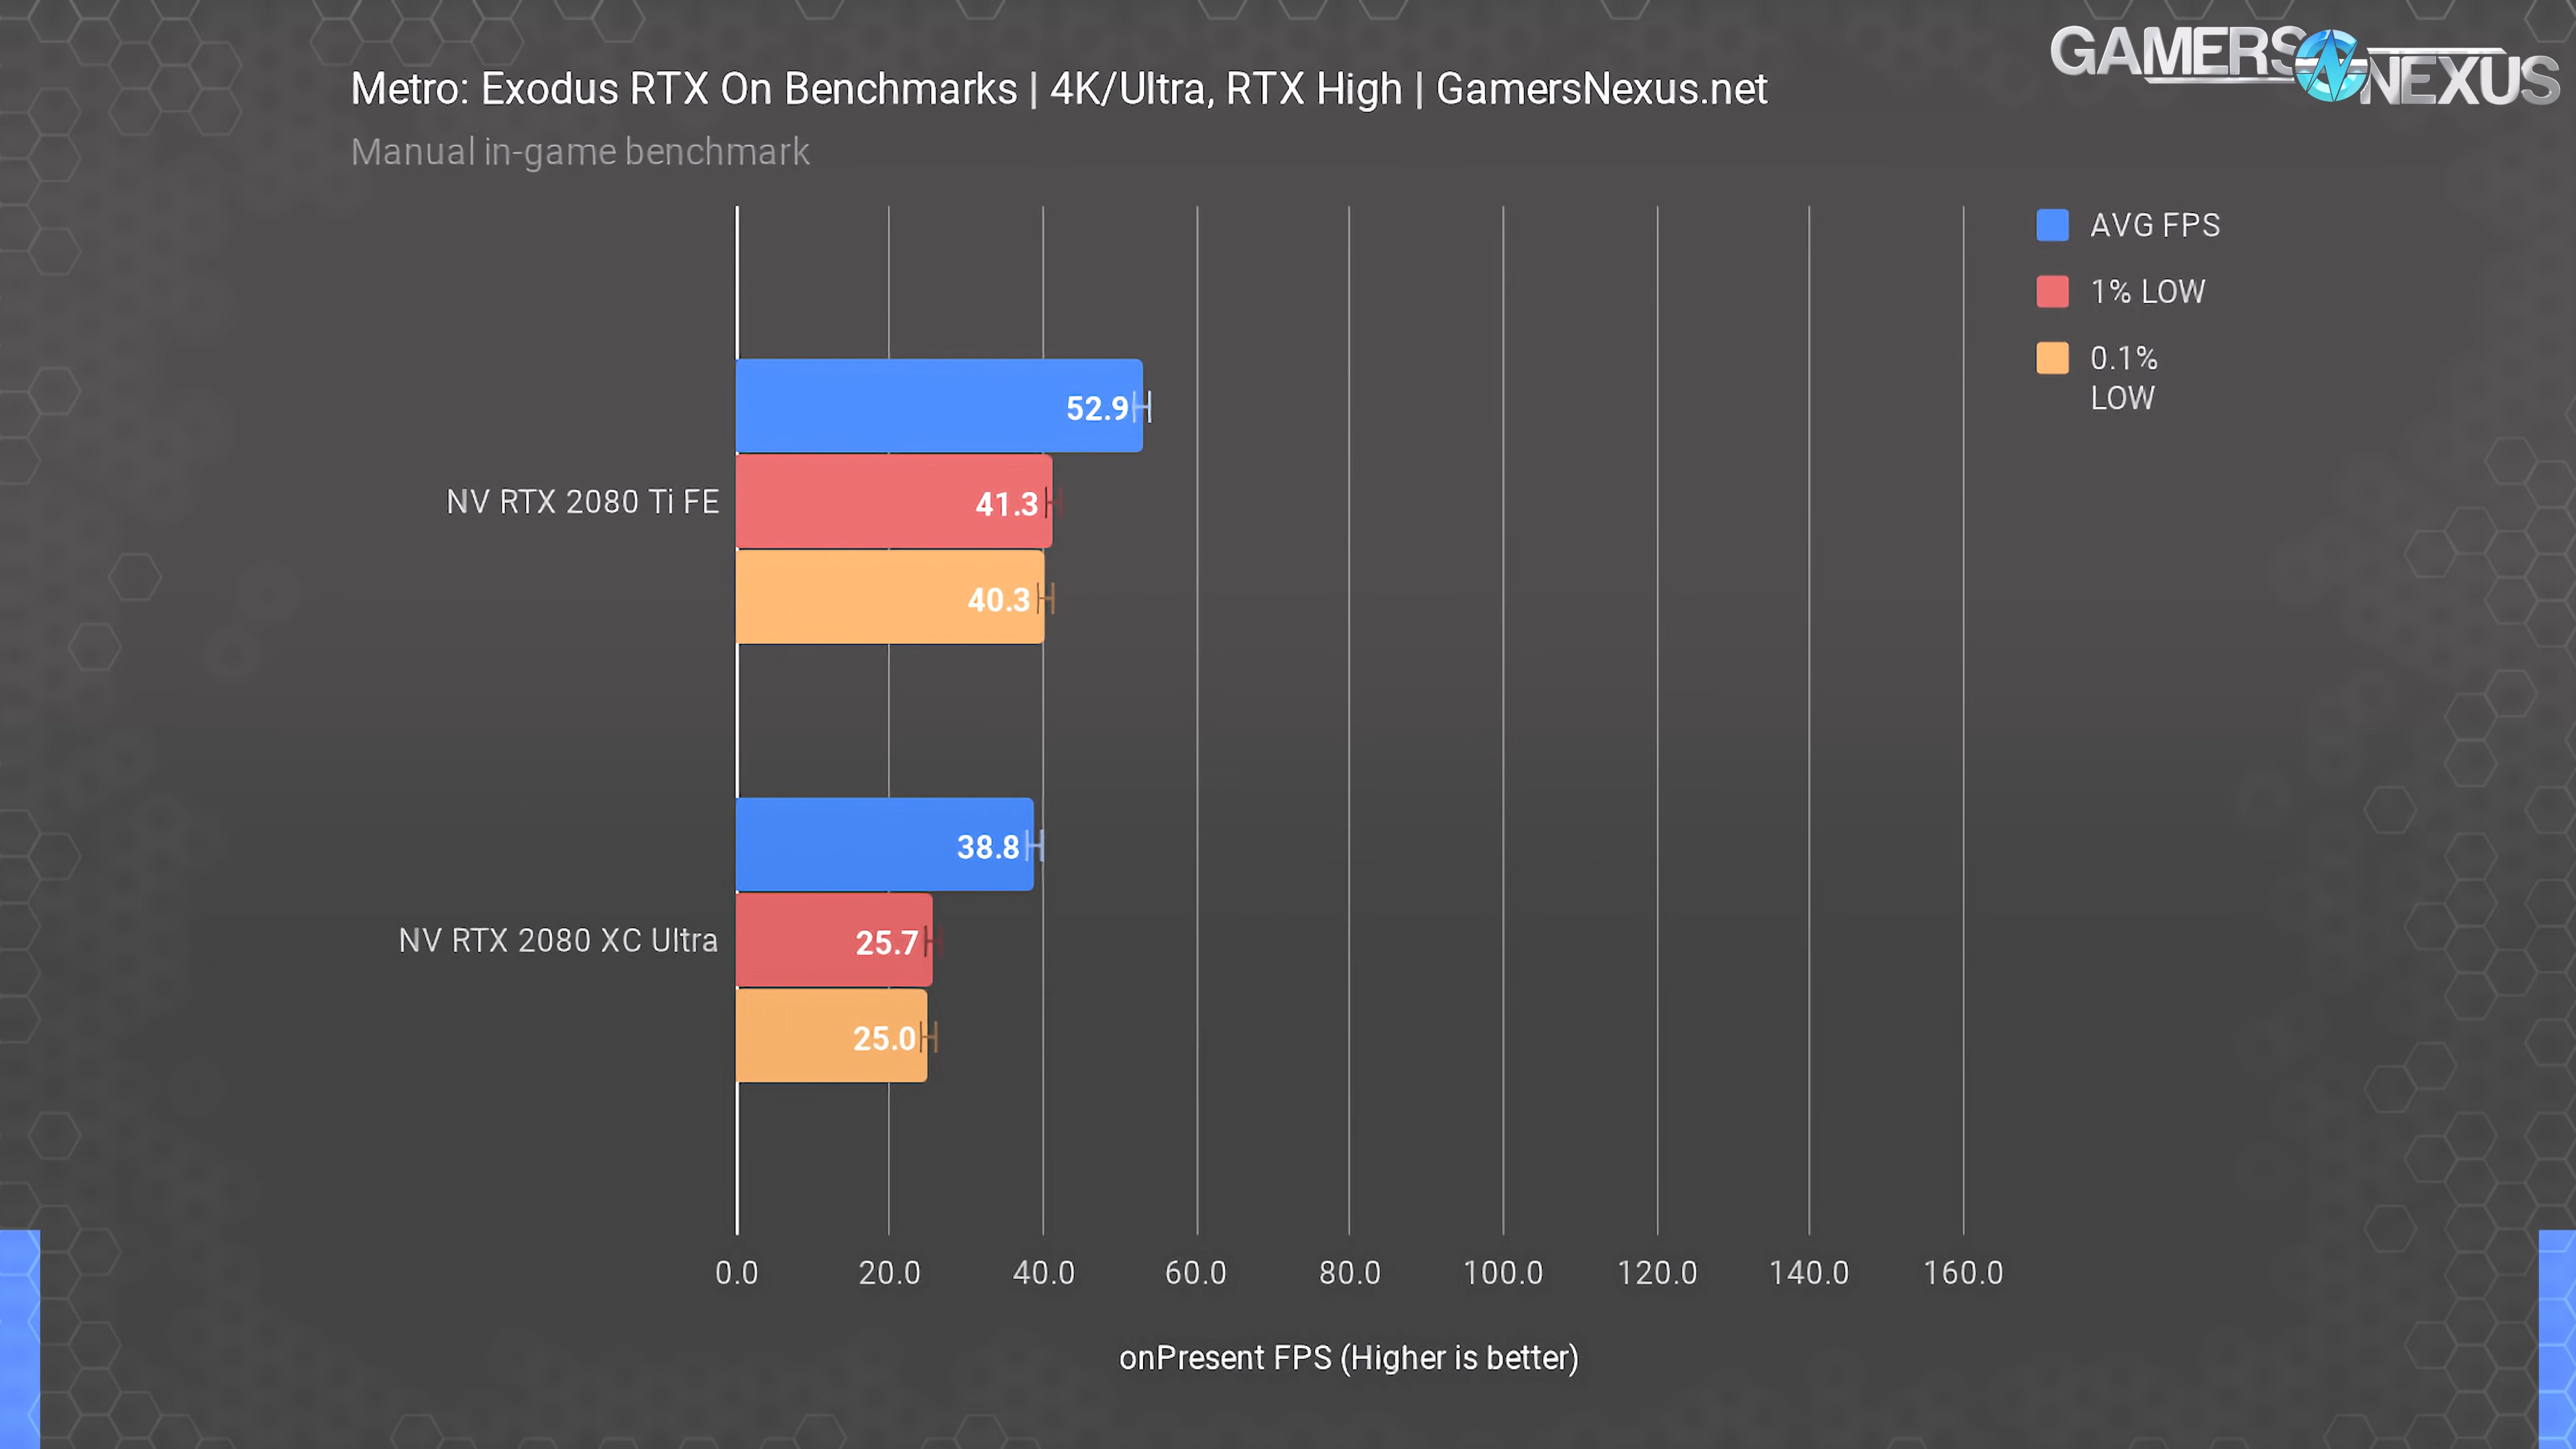 GAMERS NEXUS
Metro: Exodus RTX On Benchmarks | 4K/Ultra, RTX High | GamersNexus.net
Manual in-game benchmark
AVG FPS
1% LOW
0.1%
LOW
52.9
NV RTX 2080 Ti FE
41.3
40.3
38.8
NV RTX 2080 XC Ultra
25.7
25.0
0.0 20.0 40.0 60.0 80.0 100.0 120.0 140.0 160.0
onPresent FPS (Higher is better)